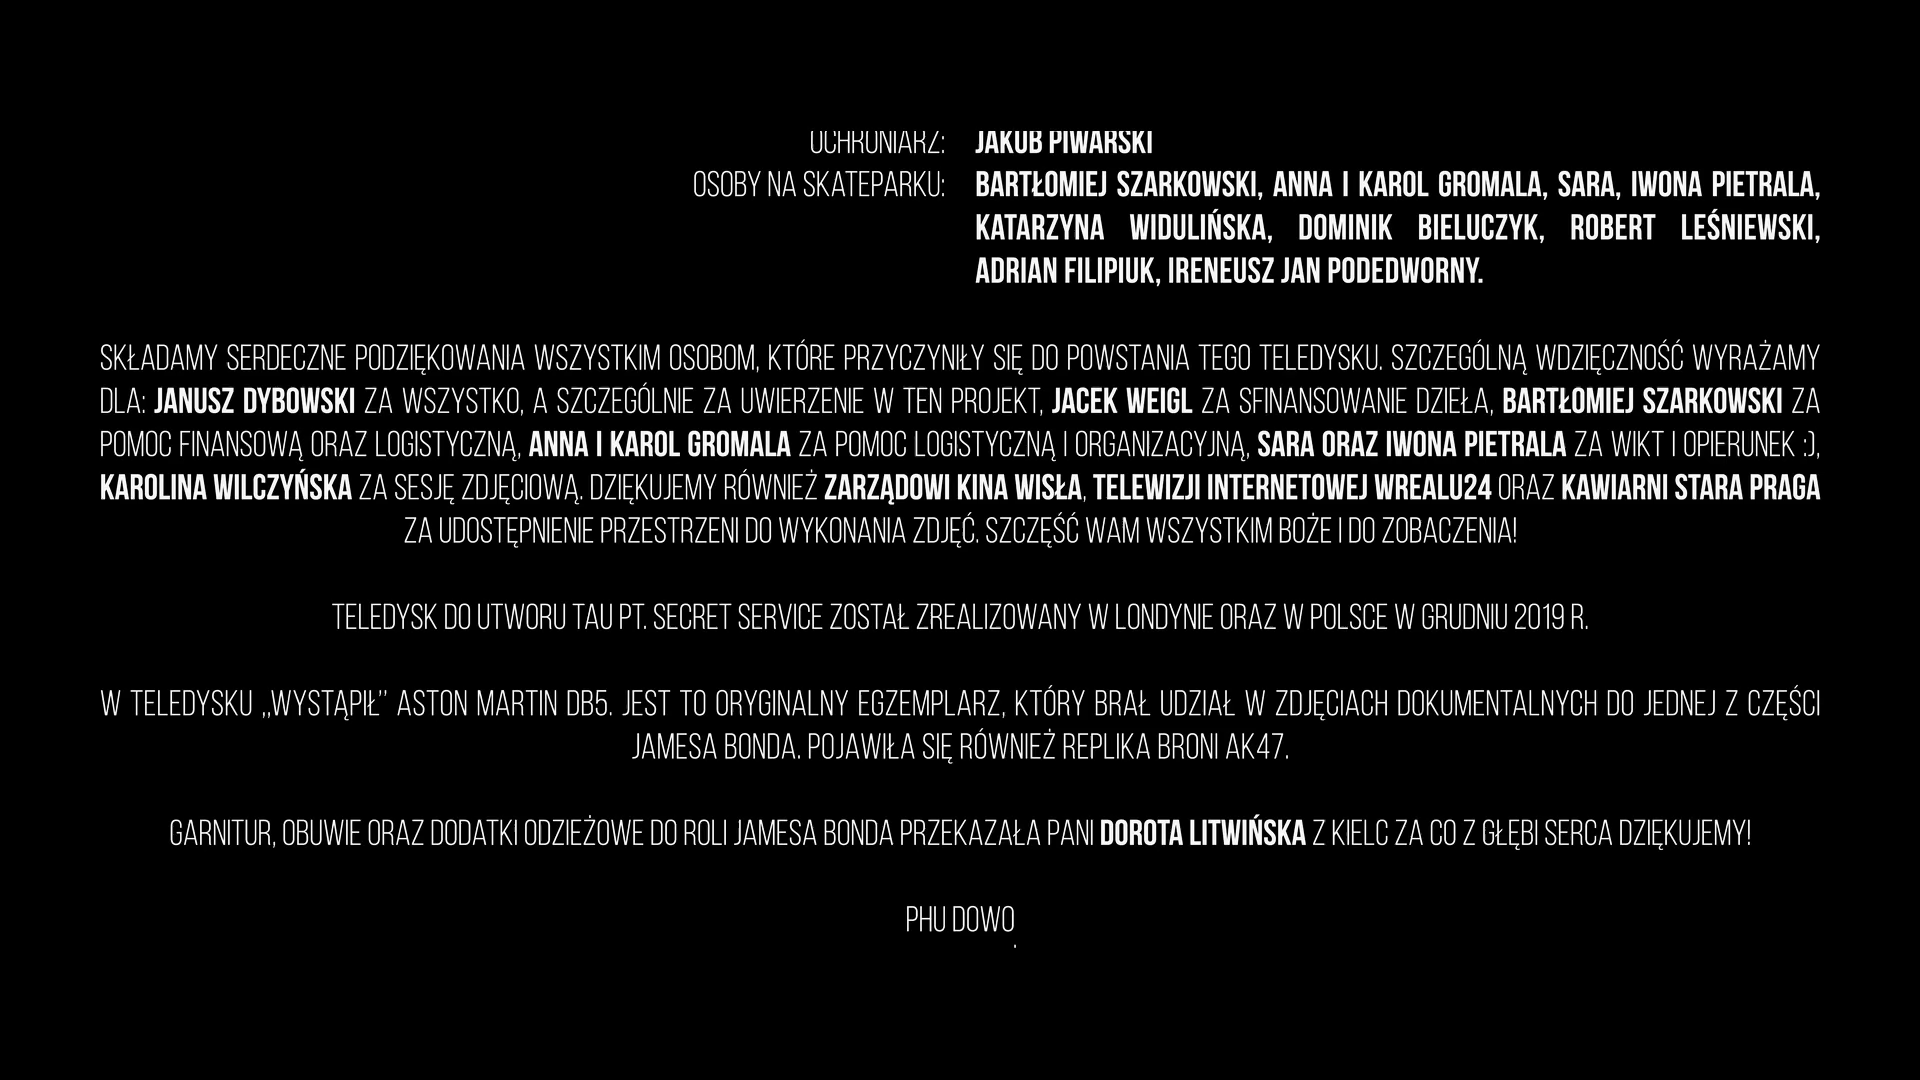 OCHRONIARZ: JAKUB PIWARSKI
OSOBY NA SKATEPARKU: BARTŁOMIEJ SZARKOWSKI, ANNA I KAROL GROMALA, SARA, IWONA PIETRALA,
KATARZYNA WIDULIŃSKA, DOMINIK BIELUCZYK, ROBERT LEŚNIEWSKI,
ADRIAN FILIPIUK, IRENEUSZ JAN PODEDWORNY.
SKŁADAMY SERDECZNE PODZIĘKOWANIA WSZYSTKIM OSOBOM, KTÓRE PRZYCZYNIŁY SIĘ DO POWSTANIA TEGO TELEDYSKU. SZCZEGÓLNĄ WDZIĘCZNOŚĆ WYRAŻAMY
DLA: JANUSZ DYBOWSKI ZA WSZYSTKO, A SZCZEGÓLNIE ZA UWIERZENIE W TEN PROJEKT, JACEK WEIGL ZA SFINANSOWANIE DZIEŁA, BARTŁOMIEJ SZARKOWSKI ZA
POMOC FINANSOWĄ ORAZ LOGISTYCZNĄ, ANNA I KAROL GROMALA ZA POMOC LOGISTYCZNĄ I ORGANIZACYJNĄ, SARA ORAZ IWONA PIETRALA ZA WIKT I OPIERUNEK :),
KAROLINA WILCZYŃSKA ZA SESJĘ ZDJĘCIOWĄ. DZIĘKUJEMY RÓWNIEŻ ZARZĄDOWI KINA WISŁA, TELEWIZJI INTERNETOWEJ WREALU24 ORAZ KAWIARNI STARA PRAGA
ZA UDOSTĘPNIENIE PRZESTRZENI DO WYKONANIA ZDJĘĆ. SZCZĘŚĆ WAM WSZYSTKIM BOŻE I DO ZOBACZENIA!
TELEDYSK DO UTWORU TAU PT. SECRET SERVICE ZOSTAŁ ZREALIZOWANY W LONDYNIE ORAZ W POLSCE W GRUDNIU 2019 R.
W TELEDYSKU „WYSTĄPIŁ” ASTON MARTIN DB5. JEST TO ORYGINALNY EGZEMPLARZ, KTÓRY BRAŁ UDZIAŁ W ZDJĘCIACH DOKUMENTALNYCH DO JEDNEJ Z CZĘŚCI
JAMESA BONDA. POJAWIŁA SIĘ RÓWNIEŻ REPLIKA BRONI AK47.
GARNITUR, OBUWIE ORAZ DODATKI ODZIEŻOWE DO ROLI JAMESA BONDA PRZEKAZAŁA PANI DOROTA LITWIŃSKA Z KIELC ZA CO Z GŁĘBI SERCA DZIĘKUJEMY!
PHU DOWO